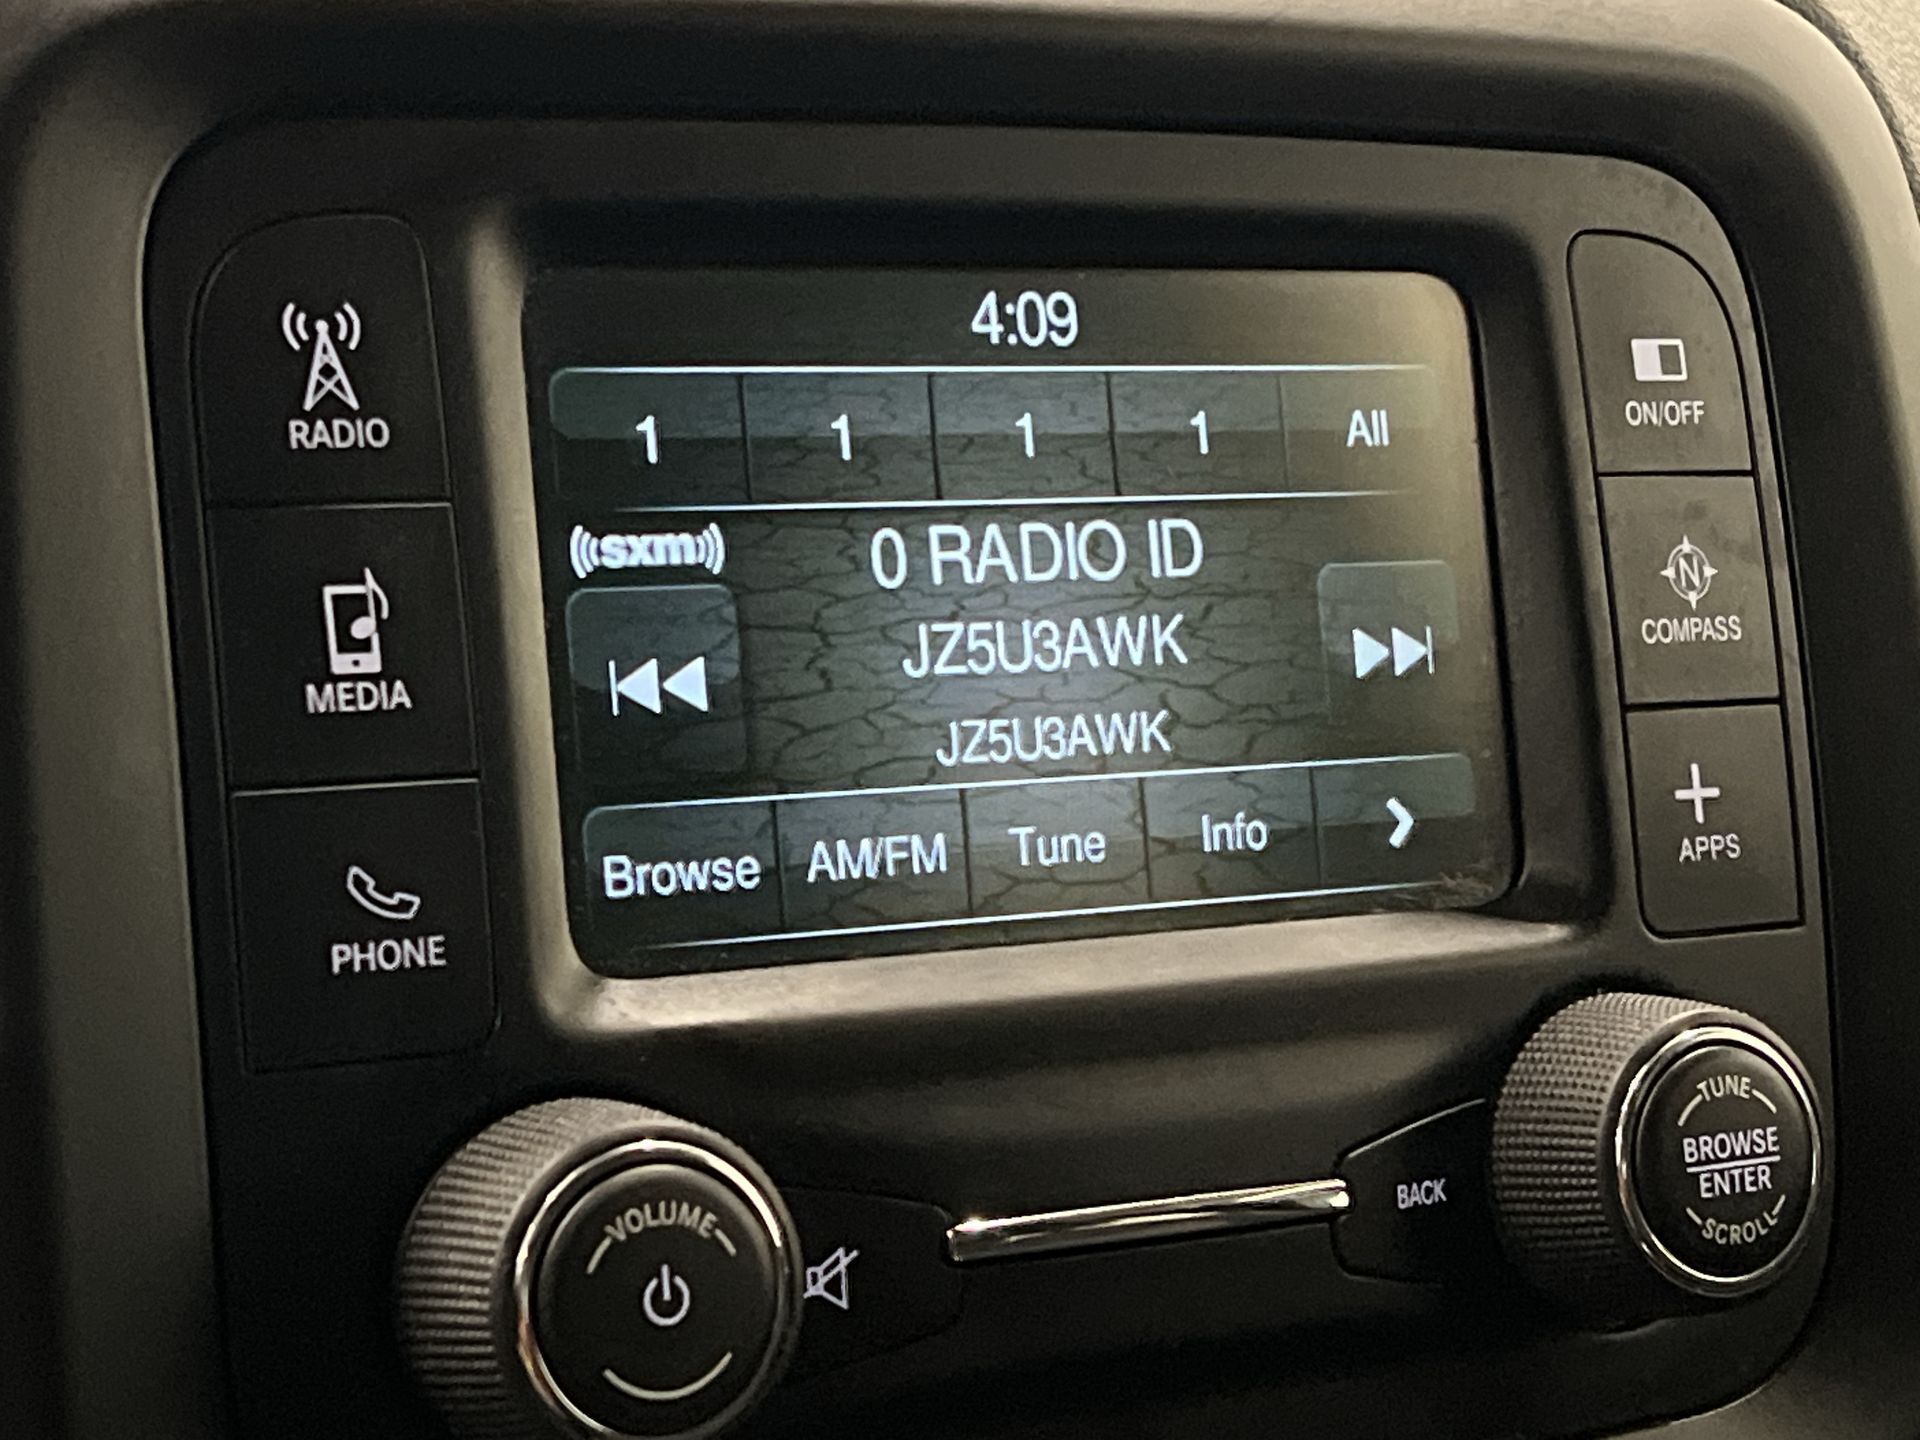 4:09
1 1 1 1 All
sxm
0 RADIO ID
JZ5U3AWK
JZ5U3AWK
Browse AM/FM Tune Info
RADIO
MEDIA
PHONE
ON/OFF
N
COMPASS
APPS
VOLUME
BACK
TUNE
BROWSE
ENTER
SCROLL